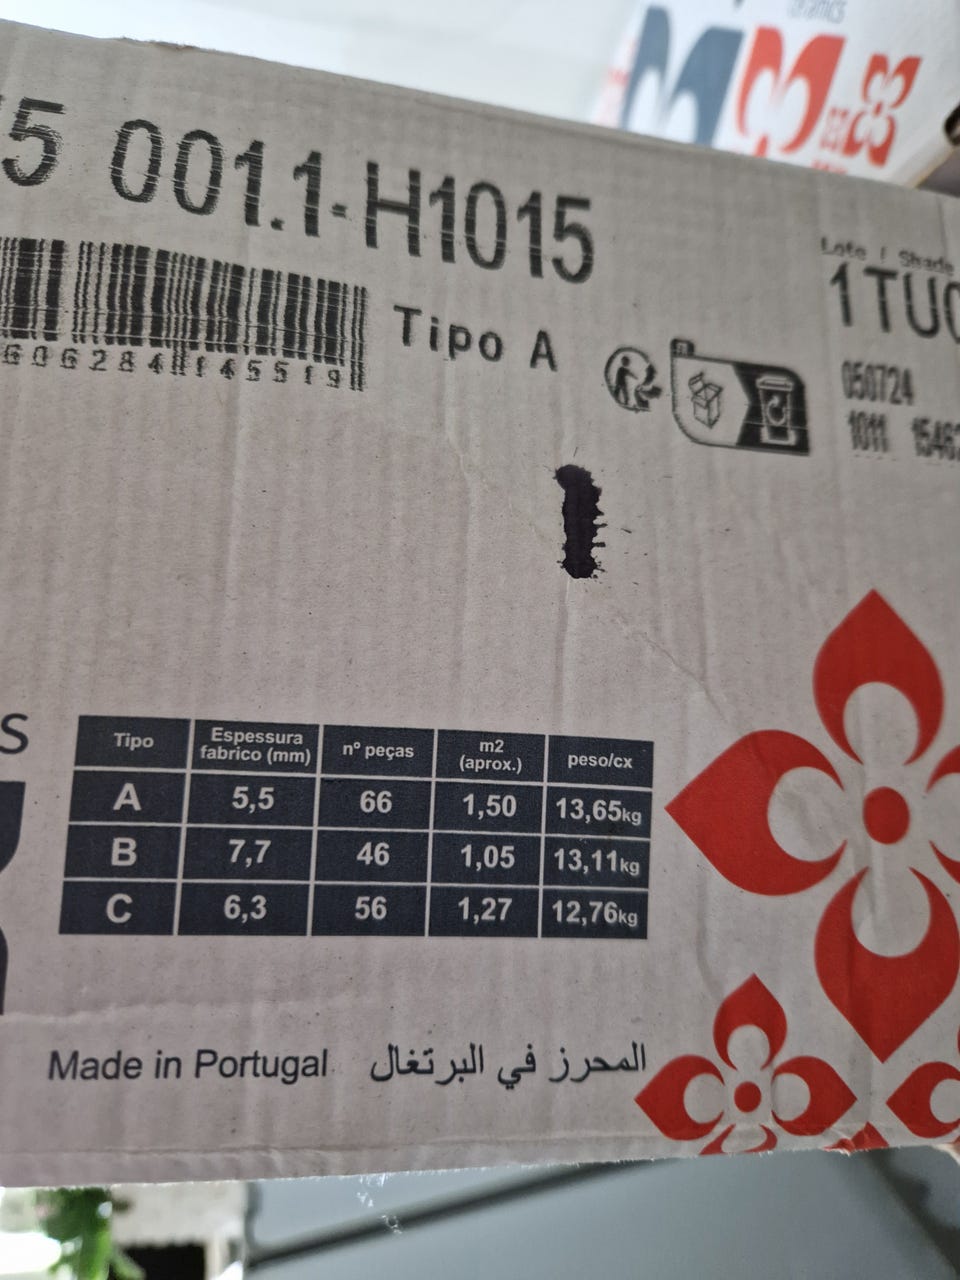 5 001.1-H1015
Lote / Shade
1TU
Tipo A
050724
1011
Tipo Espessura fabrico (mm) nº peças m2 (aprox.) peso/cx
A 5,5 66 1,50 13,65kg
B 7,7 46 1,05 13,11kg
C 6,3 56 1,27 12,76kg
Made in Portugal المحرز في البرتغال